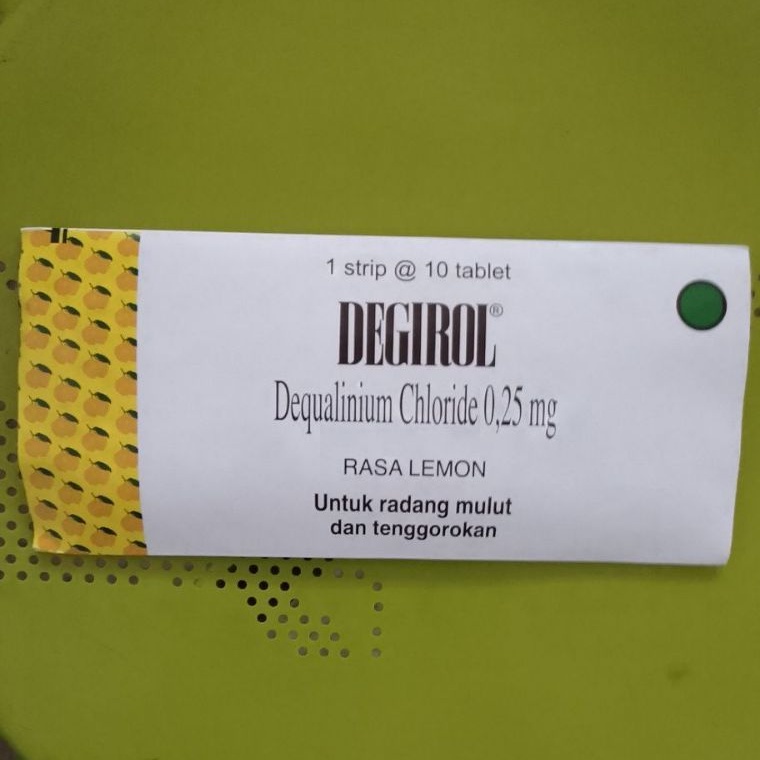 1 strip @ 10 tablet
DEGIROL®
Dequalinium Chloride 0,25 mg
RASA LEMON
Untuk radang mulut
dan tenggorokan